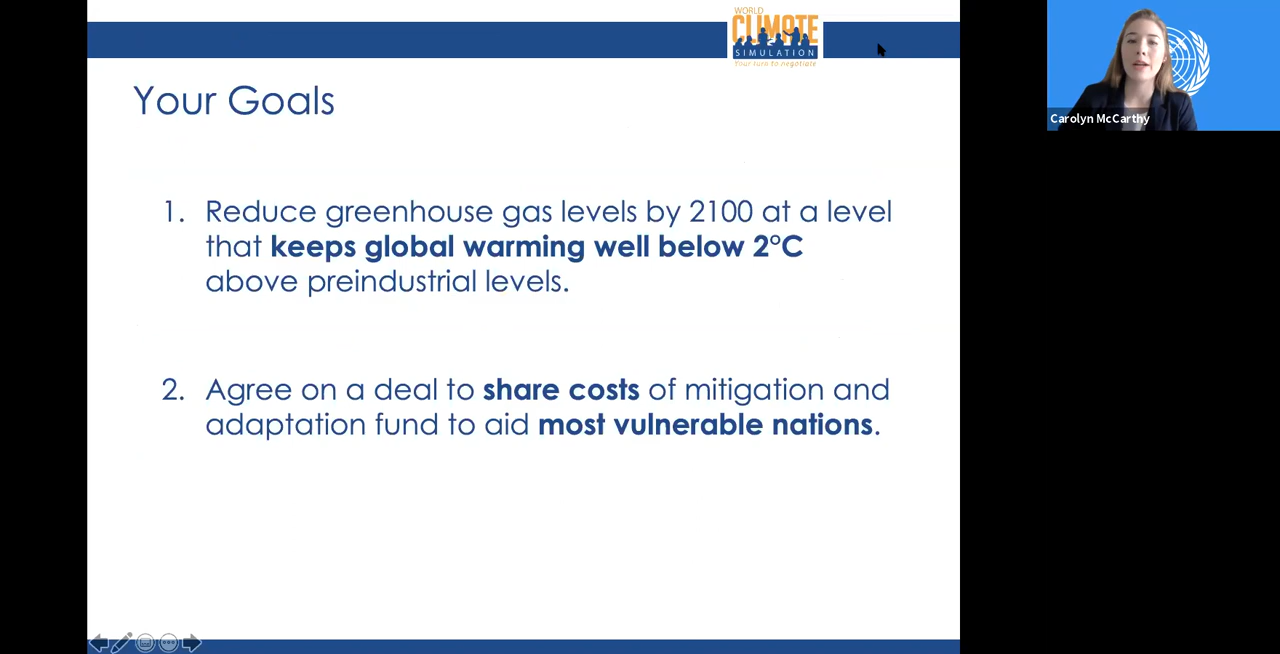 WORLD
CLIMATE
SIMULATION
Your turn to negotiate
Carolyn McCarthy
Your Goals
1. Reduce greenhouse gas levels by 2100 at a level
that keeps global warming well below 2°C
above preindustrial levels.
2. Agree on a deal to share costs of mitigation and
adaptation fund to aid most vulnerable nations.